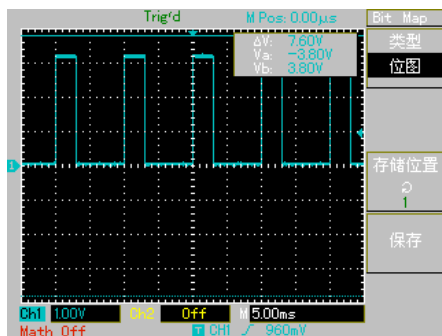 Trig'd M Pos: 0.00μs Bit Map
ΔV: 7.60V
Va: -3.80V
Vb: 3.80V
类型
位图
1
存储位置
1
保存
Ch1 1.00V Ch2 Off M 5.00ms
Math Off T CH1 960mV